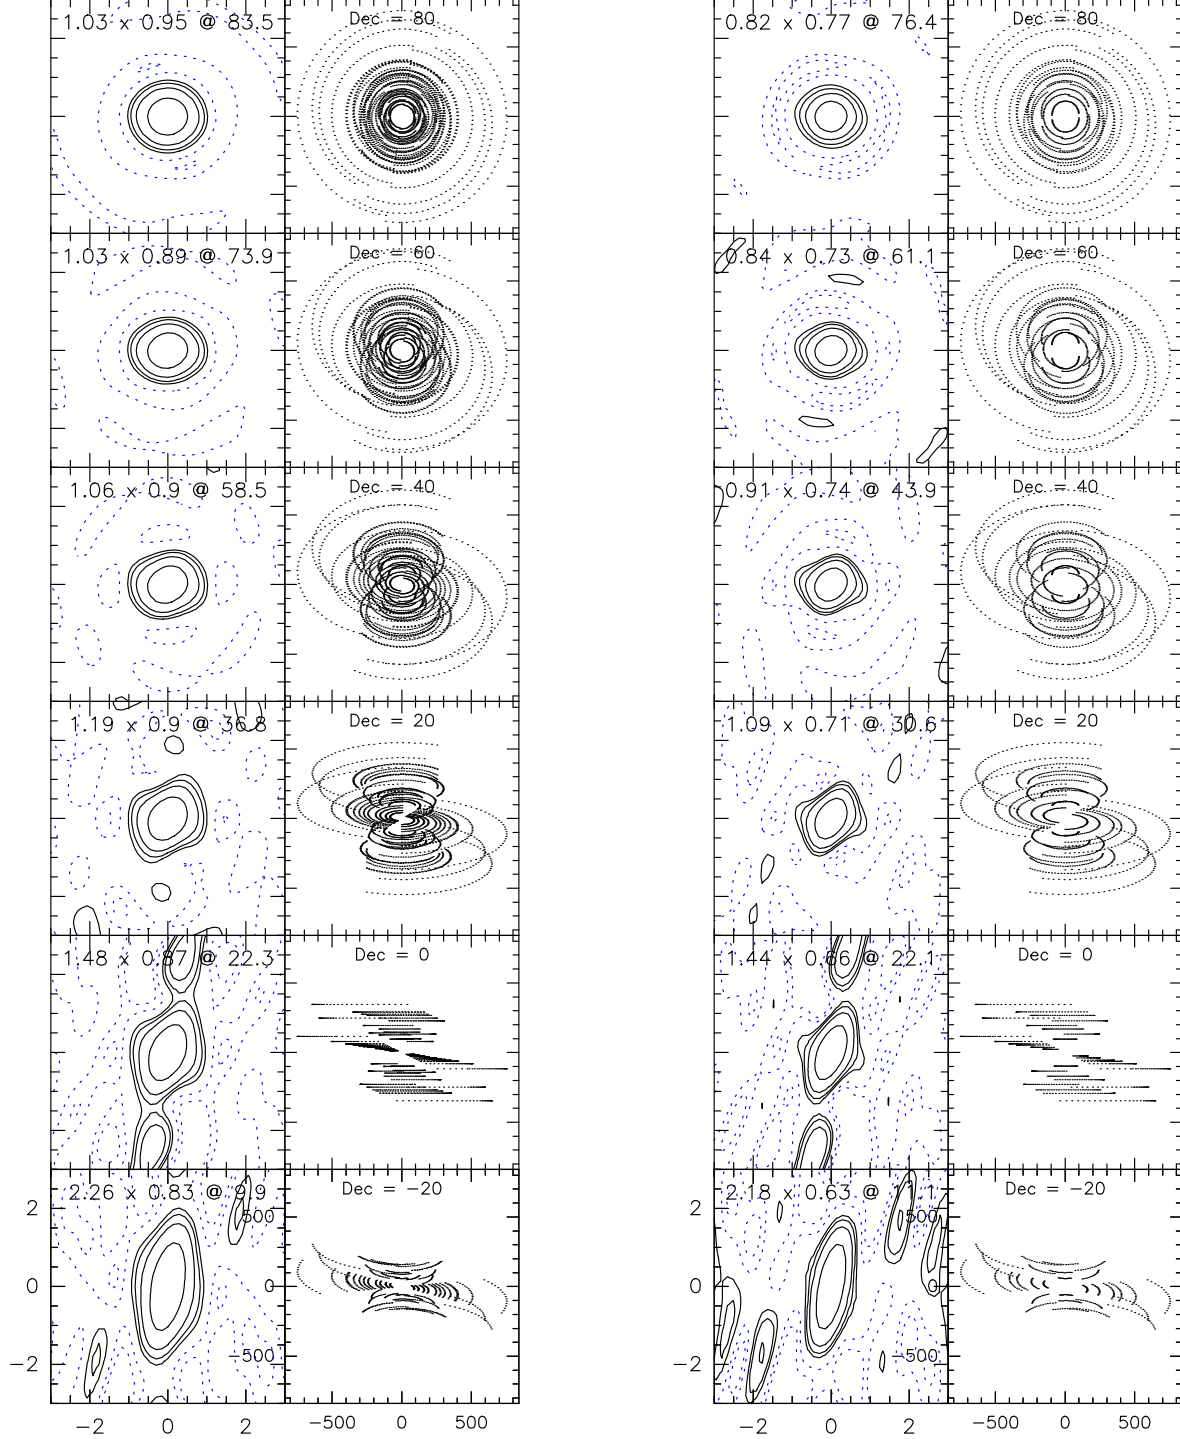 1.03 x 0.95 @ 83.5 Dec = 80 0.82 x 0.77 @ 76.4 Dec = 80
1.03 x 0.89 @ 73.9 Dec = 60 0.84 x 0.73 @ 61.1 Dec = 60
1.06 x 0.9 @ 58.5 Dec = 40 0.91 x 0.74 @ 43.9 Dec = 40
1.19 x 0.9 @ 36.8 Dec = 20 1.09 x 0.71 @ 30.6 Dec = 20
1.48 x 0.87 @ 22.3 Dec = 0 1.44 x 0.66 @ 22.1 Dec = 0
2.26 x 0.83 @ 9.9 Dec = −20 2.18 x 0.63 @ Dec = −20
2 500 500
0 0 0 0
−2 −500 −2 −500
−2 0 2 −500 0 500 −2 0 2 −500 0 500